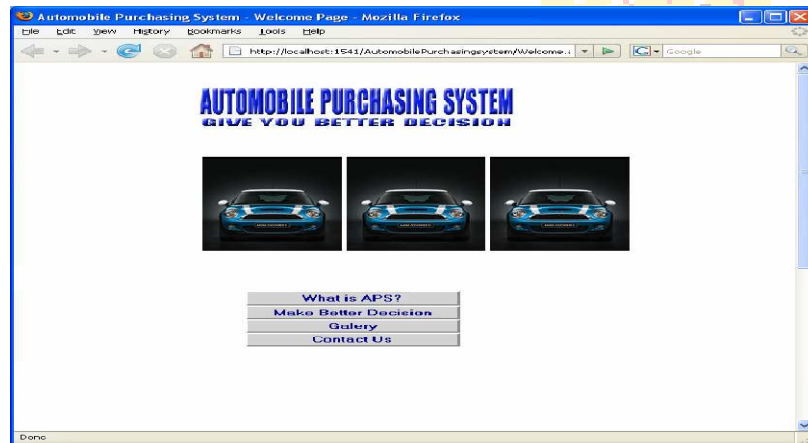 Automobile Purchasing System - Welcome Page - Mozilla Firefox
File Edit View History Bookmarks Tools Help
http://localhost:1541/AutomobilePurchasingsystem/Welcome.
Google
AUTOMOBILE PURCHASING SYSTEM
GIVE YOU BETTER DECISION
What is APS?
Make Better Decision
Galery
Contact Us
Done